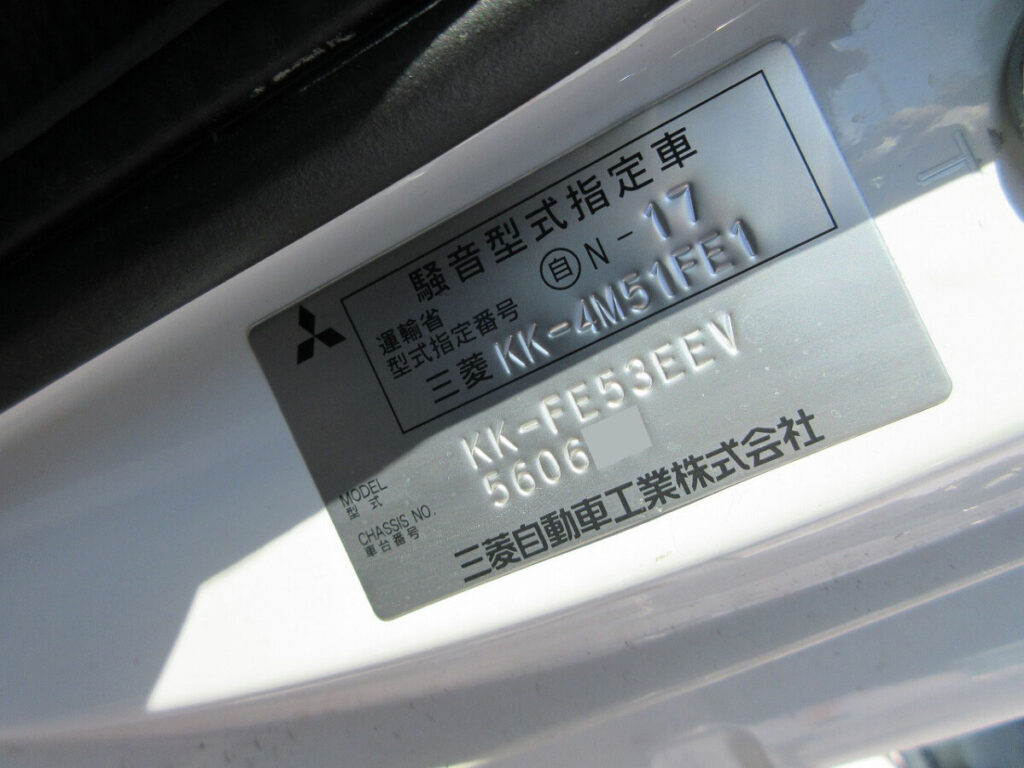 騒音型式指定車
運輸省
型式指定番号 自 N-17
三菱 KK-4M51FE1
MODEL
型式 KK-FE53EEV
CHASSIS NO.
車台番号 5606
三菱自動車工業株式会社